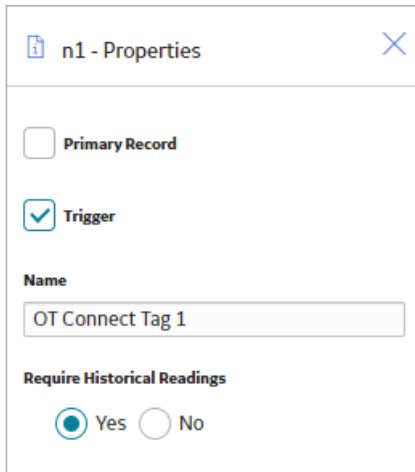 n1 - Properties
Primary Record
Trigger
Name
OT Connect Tag 1
Require Historical Readings
Yes No